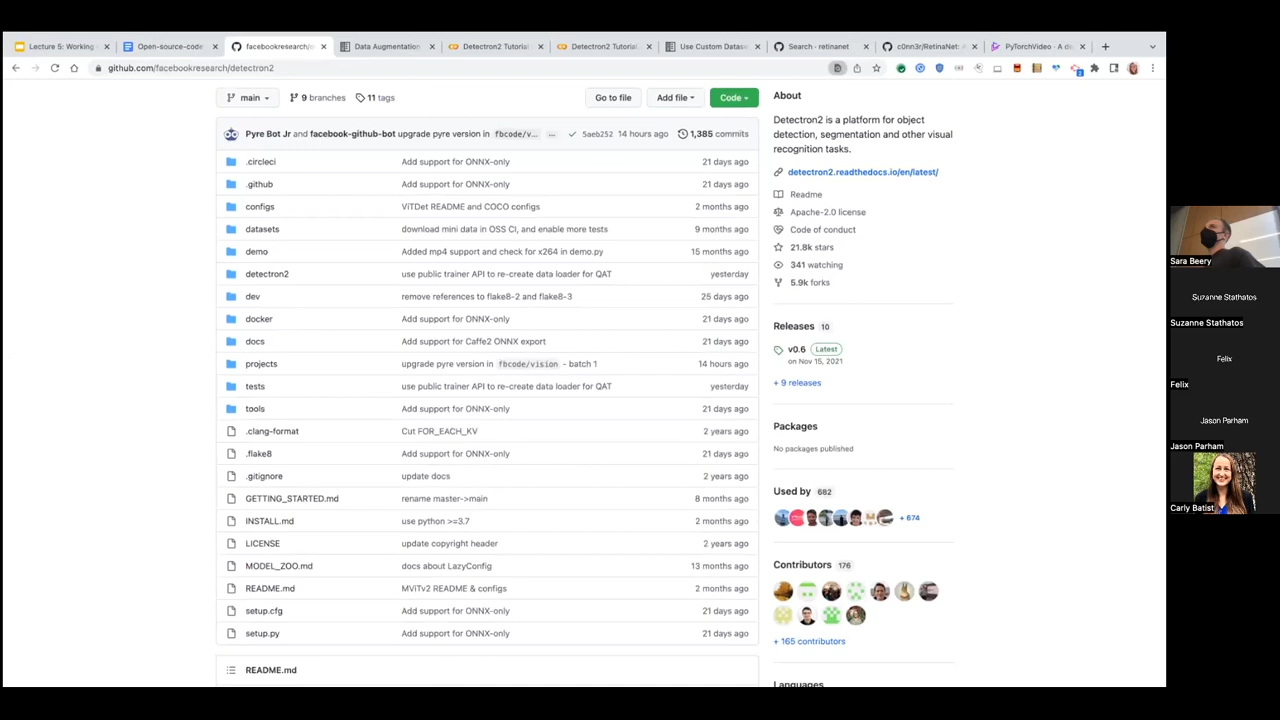 Lecture 5: Working
Open-source-code
facebookresearch/d
Data Augmentation
Detectron2 Tutorial
Detectron2 Tutorial.
Use Custom Datase
Search · retinanet
c0nn3r/RetinaNet: A
PyTorchVideo · A de
github.com/facebookresearch/detectron2
main
9 branches
11 tags
Go to file
Add file
Code
Pyre Bot Jr and facebook-github-bot upgrade pyre version in fbcode/v... ... 5aeb252 14 hours ago 1,385 commits
.circleci Add support for ONNX-only 21 days ago
.github Add support for ONNX-only 21 days ago
configs ViTDet README and COCO configs 2 months ago
datasets download mini data in OSS CI, and enable more tests 9 months ago
demo Added mp4 support and check for x264 in demo.py 15 months ago
detectron2 use public trainer API to re-create data loader for QAT yesterday
dev remove references to flake8-2 and flake8-3 25 days ago
docker Add support for ONNX-only 21 days ago
docs Add support for Caffe2 ONNX export 21 days ago
projects upgrade pyre version in fbcode/vision - batch 1 14 hours ago
tests use public trainer API to re-create data loader for QAT yesterday
tools Add support for ONNX-only 21 days ago
.clang-format Cut FOR_EACH_KV 2 years ago
.flake8 Add support for ONNX-only 21 days ago
.gitignore update docs 2 years ago
GETTING_STARTED.md rename master->main 8 months ago
INSTALL.md use python >=3.7 2 months ago
LICENSE update copyright header 2 years ago
MODEL_ZOO.md docs about LazyConfig 13 months ago
README.md MViTv2 README & configs 2 months ago
setup.cfg Add support for ONNX-only 21 days ago
setup.py Add support for ONNX-only 21 days ago
README.md
About
Detectron2 is a platform for object
detection, segmentation and other visual
recognition tasks.
detectron2.readthedocs.io/en/latest/
Readme
Apache-2.0 license
Code of conduct
21.8k stars
341 watching
5.9k forks
Releases 10
v0.6 Latest
on Nov 15, 2021
+ 9 releases
Packages
No packages published
Used by 682
+ 674
Contributors 176
+ 165 contributors
Languages
Sara Beery
Suzanne Stathatos
Suzanne Stathatos
Felix
Felix
Jason Parham
Jason Parham
Carly Batist